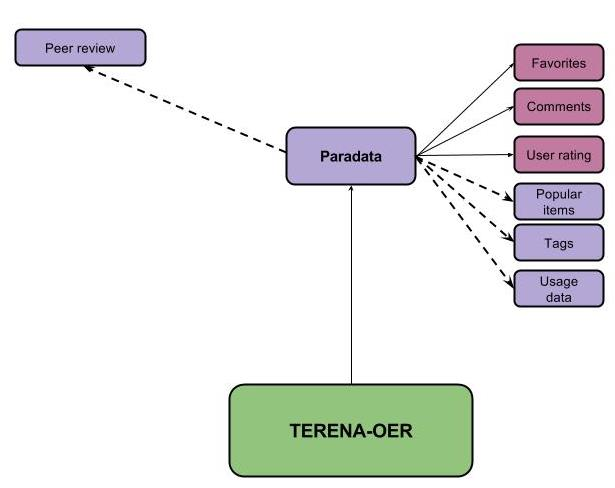 Peer review
Favorites
Comments
Paradata
User rating
Popular
items
Tags
Usage
data
TERENA-OER